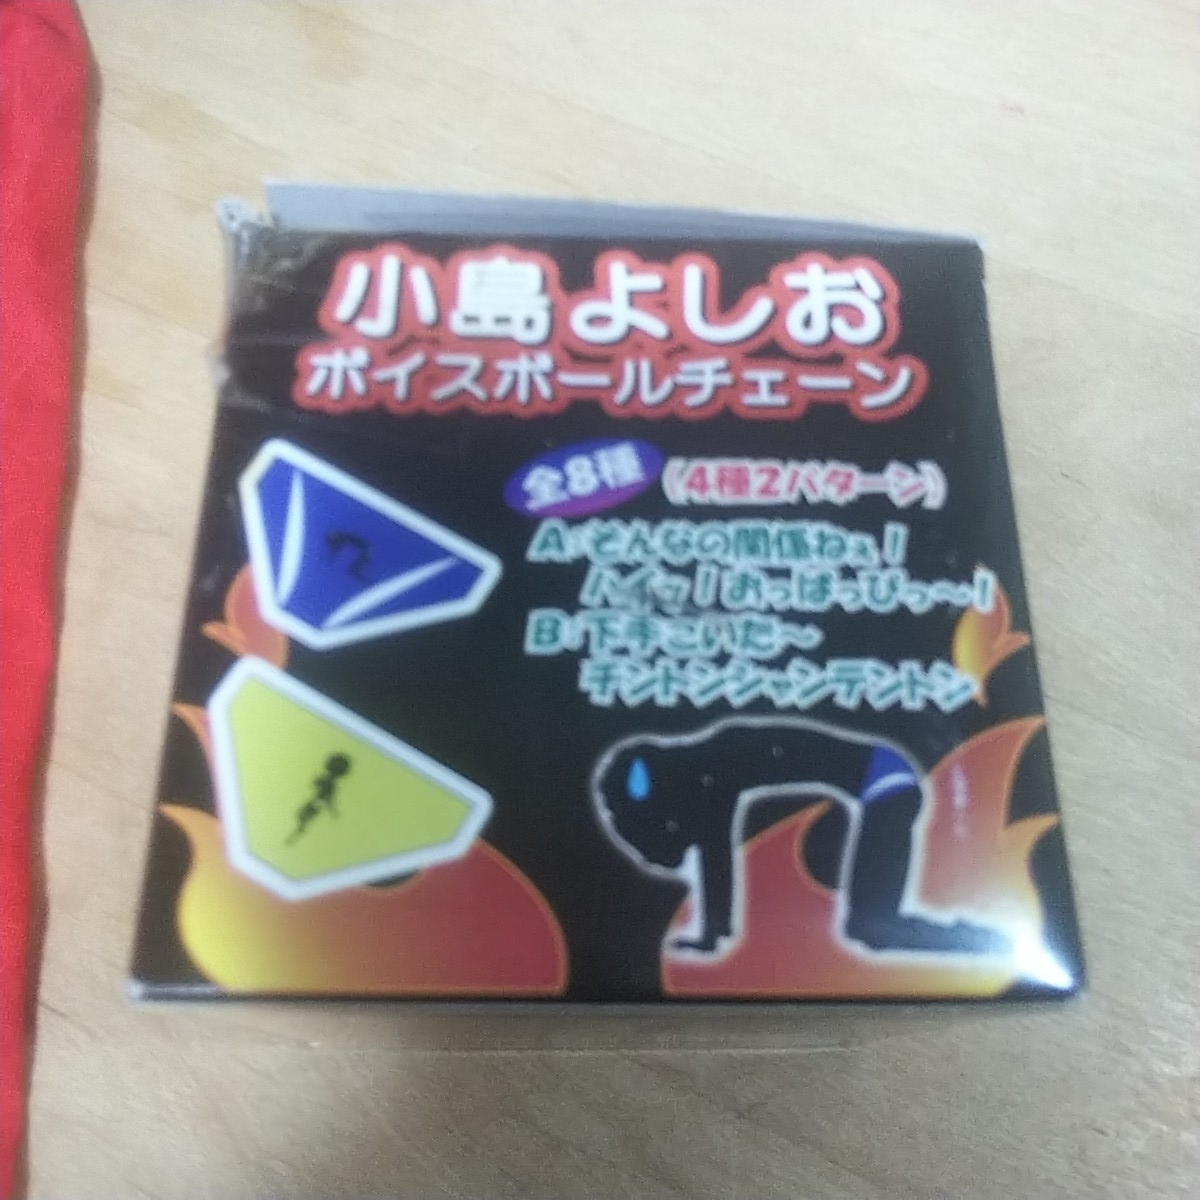 小島よしお
ボイスボールチェーン
全8種
(4種2パターン)
A:そんなの関係ねぇ!
ハイッ!おっぱっぴっ〜!
B:下手こいた〜
チントンシャンテントン